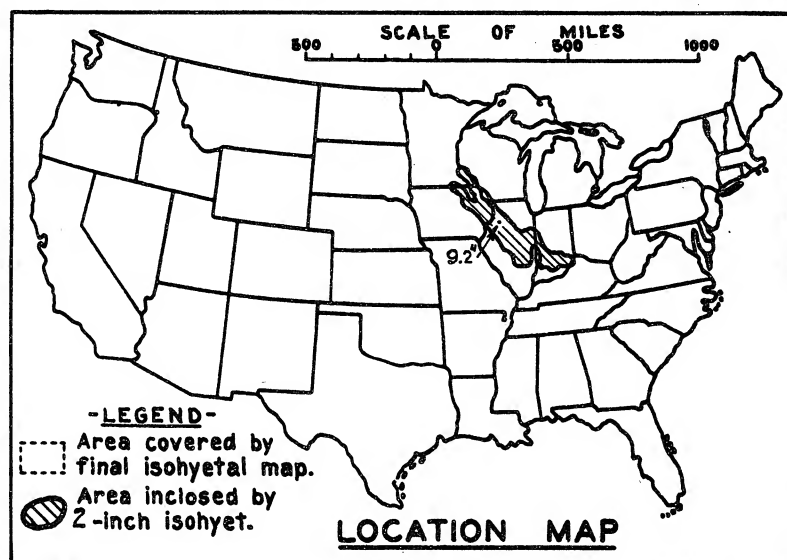 SCALE OF MILES
500 0 500 1000
9.2"
-LEGEND-
Area covered by
final isohyetal map.
Area inclosed by
2-inch isohyet.
LOCATION MAP